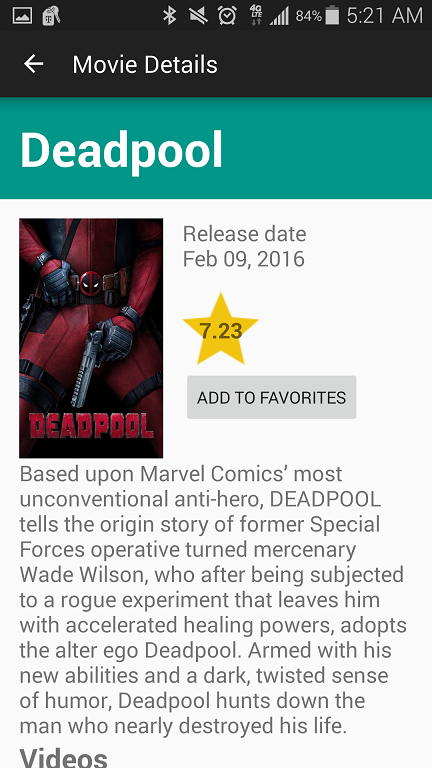 4G LTE 84% 5:21 AM
Movie Details
Deadpool
Release date
Feb 09, 2016
7.23
ADD TO FAVORITES
DEADPOOL
Based upon Marvel Comics’ most
unconventional anti-hero, DEADPOOL
tells the origin story of former Special
Forces operative turned mercenary
Wade Wilson, who after being subjected
to a rogue experiment that leaves him
with accelerated healing powers, adopts
the alter ego Deadpool. Armed with his
new abilities and a dark, twisted sense
of humor, Deadpool hunts down the
man who nearly destroyed his life.
Videos